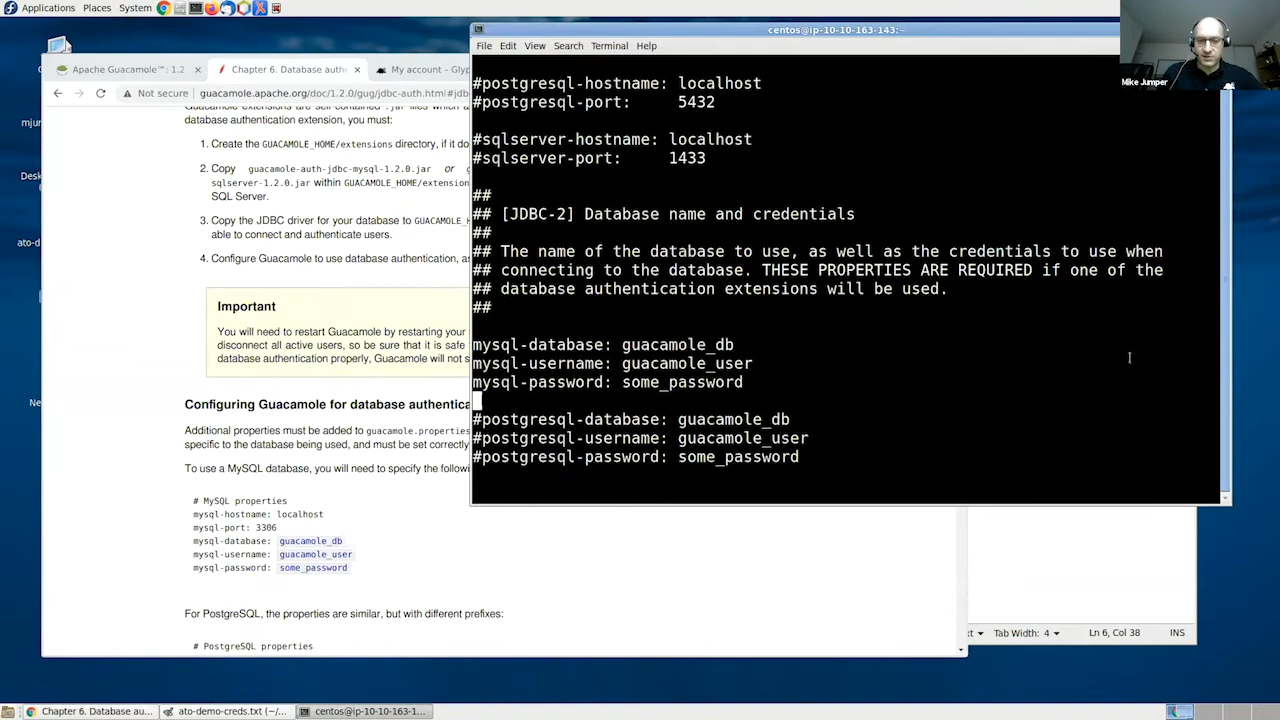 Applications Places System
centos@ip-10-10-163-143:~
File Edit View Search Terminal Help
Mike Jumper
Apache Guacamole™: 1.2
Chapter 6. Database auth
My account – Glyp
Not secure guacamole.apache.org/doc/1.2.0/gug/jdbc-auth.html#jdb
database authentication extension, you must:
1. Create the GUACAMOLE_HOME/extensions directory, if it do
2. Copy guacamole-auth-jdbc-mysql-1.2.0.jar or
sqlserver-1.2.0.jar within GUACAMOLE_HOME/extension
SQL Server.
3. Copy the JDBC driver for your database to GUACAMOLE_H
able to connect and authenticate users.
4. Configure Guacamole to use database authentication, as
Important
You will need to restart Guacamole by restarting your
disconnect all active users, so be sure that it is safe
database authentication properly, Guacamole will not s
Configuring Guacamole for database authentica
Additional properties must be added to guacamole.properties
specific to the database being used, and must be set correctly
To use a MySQL database, you will need to specify the followi
# MySQL properties
mysql-hostname: localhost
mysql-port: 3306
mysql-database: guacamole_db
mysql-username: guacamole_user
mysql-password: some_password
For PostgreSQL, the properties are similar, but with different prefixes:
# PostgreSQL properties
#postgresql-hostname: localhost
#postgresql-port: 5432
#sqlserver-hostname: localhost
#sqlserver-port: 1433
##
## [JDBC-2] Database name and credentials
##
## The name of the database to use, as well as the credentials to use when
## connecting to the database. THESE PROPERTIES ARE REQUIRED if one of the
## database authentication extensions will be used.
##
mysql-database: guacamole_db
mysql-username: guacamole_user
mysql-password: some_password
#postgresql-database: guacamole_db
#postgresql-username: guacamole_user
#postgresql-password: some_password
Tab Width: 4 Ln 6, Col 38 INS
mjur
Desk
ato-d
Ne
Chapter 6. Database au... ato-demo-creds.txt (~/... centos@ip-10-10-163-1...